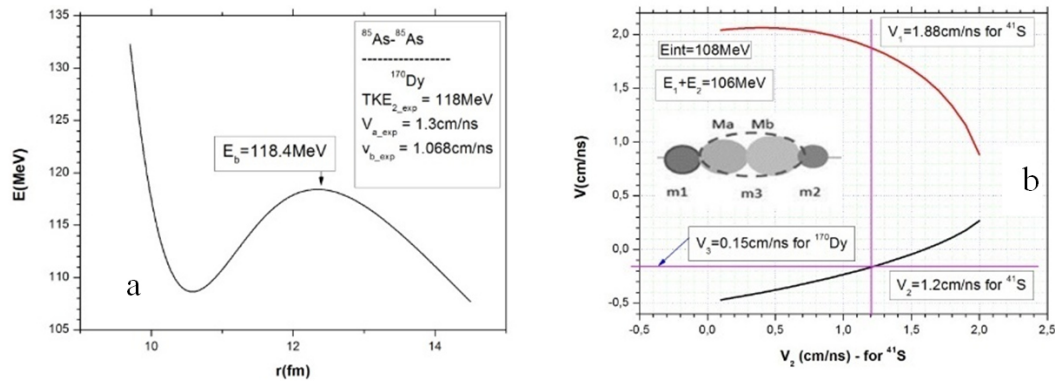 a
135
130
125
120
115
110
105
E(MeV)
10
12
14
r(fm)
⁸⁵As-⁸⁵As
--------------------
¹⁷⁰Dy
TKE₂_exp = 118MeV
Vₐ_exp = 1.3cm/ns
v_b_exp = 1.068cm/ns
E_b=118.4MeV
b
2,0
1,5
1,0
0,5
0,0
-0,5
V(cm/ns)
0,0
0,5
1,0
1,5
2,0
2,5
V₂ (cm/ns) - for ⁴¹S
V₁=1.88cm/ns for ⁴¹S
Eint=108MeV
E₁+E₂=106MeV
Ma
Mb
m1
m3
m2
V₃=0.15cm/ns for ¹⁷⁰Dy
V₂=1.2cm/ns for ⁴¹S